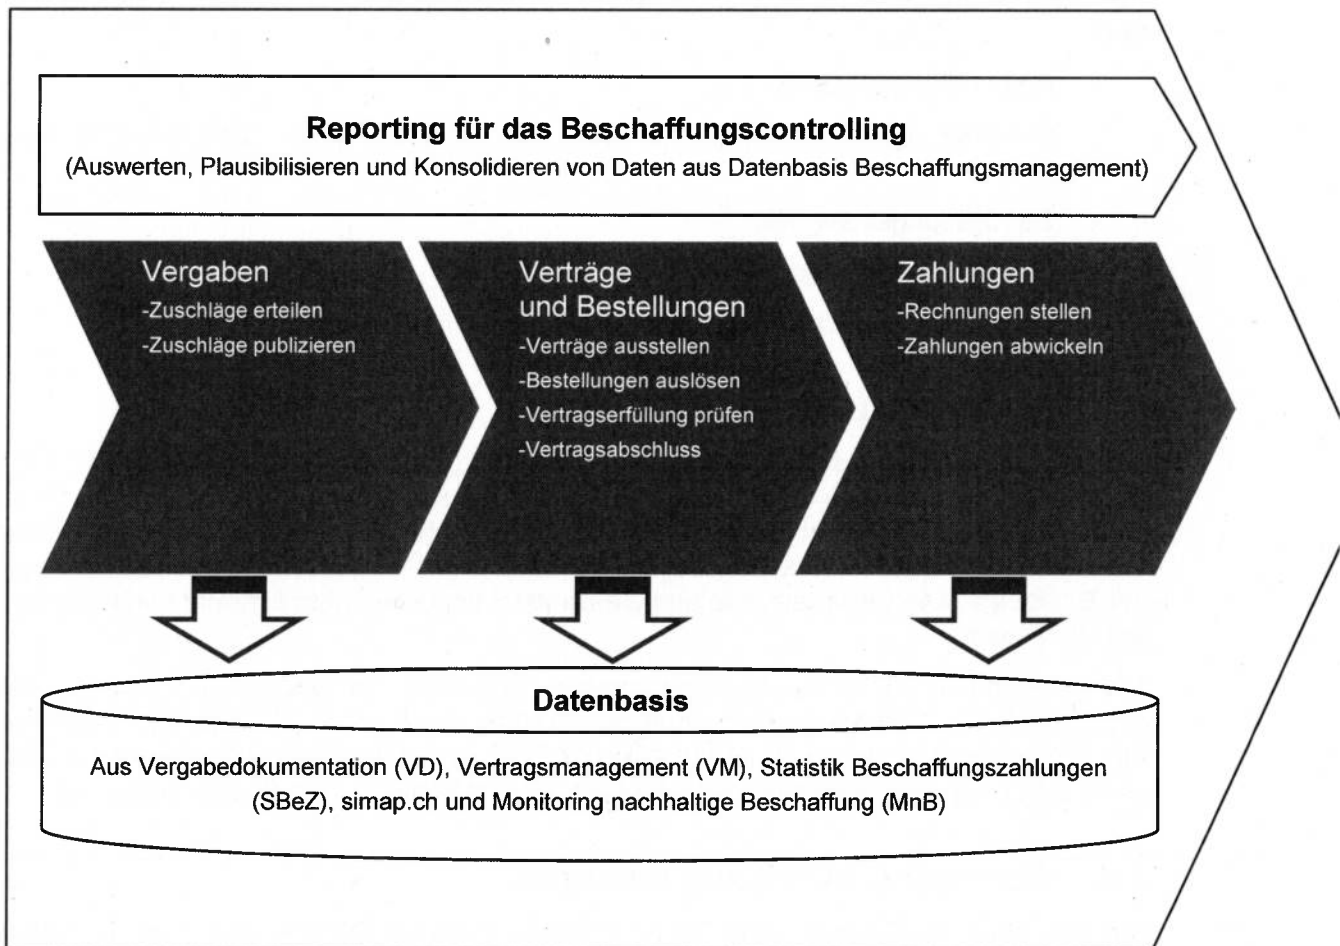 Reporting für das Beschaffungscontrolling
(Auswerten, Plausibilisieren und Konsolidieren von Daten aus Datenbasis Beschaffungsmanagement)
Vergaben
-Zuschläge erteilen
-Zuschläge publizieren
Verträge
und Bestellungen
-Verträge ausstellen
-Bestellungen auslösen
-Vertragserfüllung prüfen
-Vertragsabschluss
Zahlungen
-Rechnungen stellen
-Zahlungen abwickeln
Datenbasis
Aus Vergabedokumentation (VD), Vertragsmanagement (VM), Statistik Beschaffungszahlungen
(SBeZ), simap.ch und Monitoring nachhaltige Beschaffung (MnB)